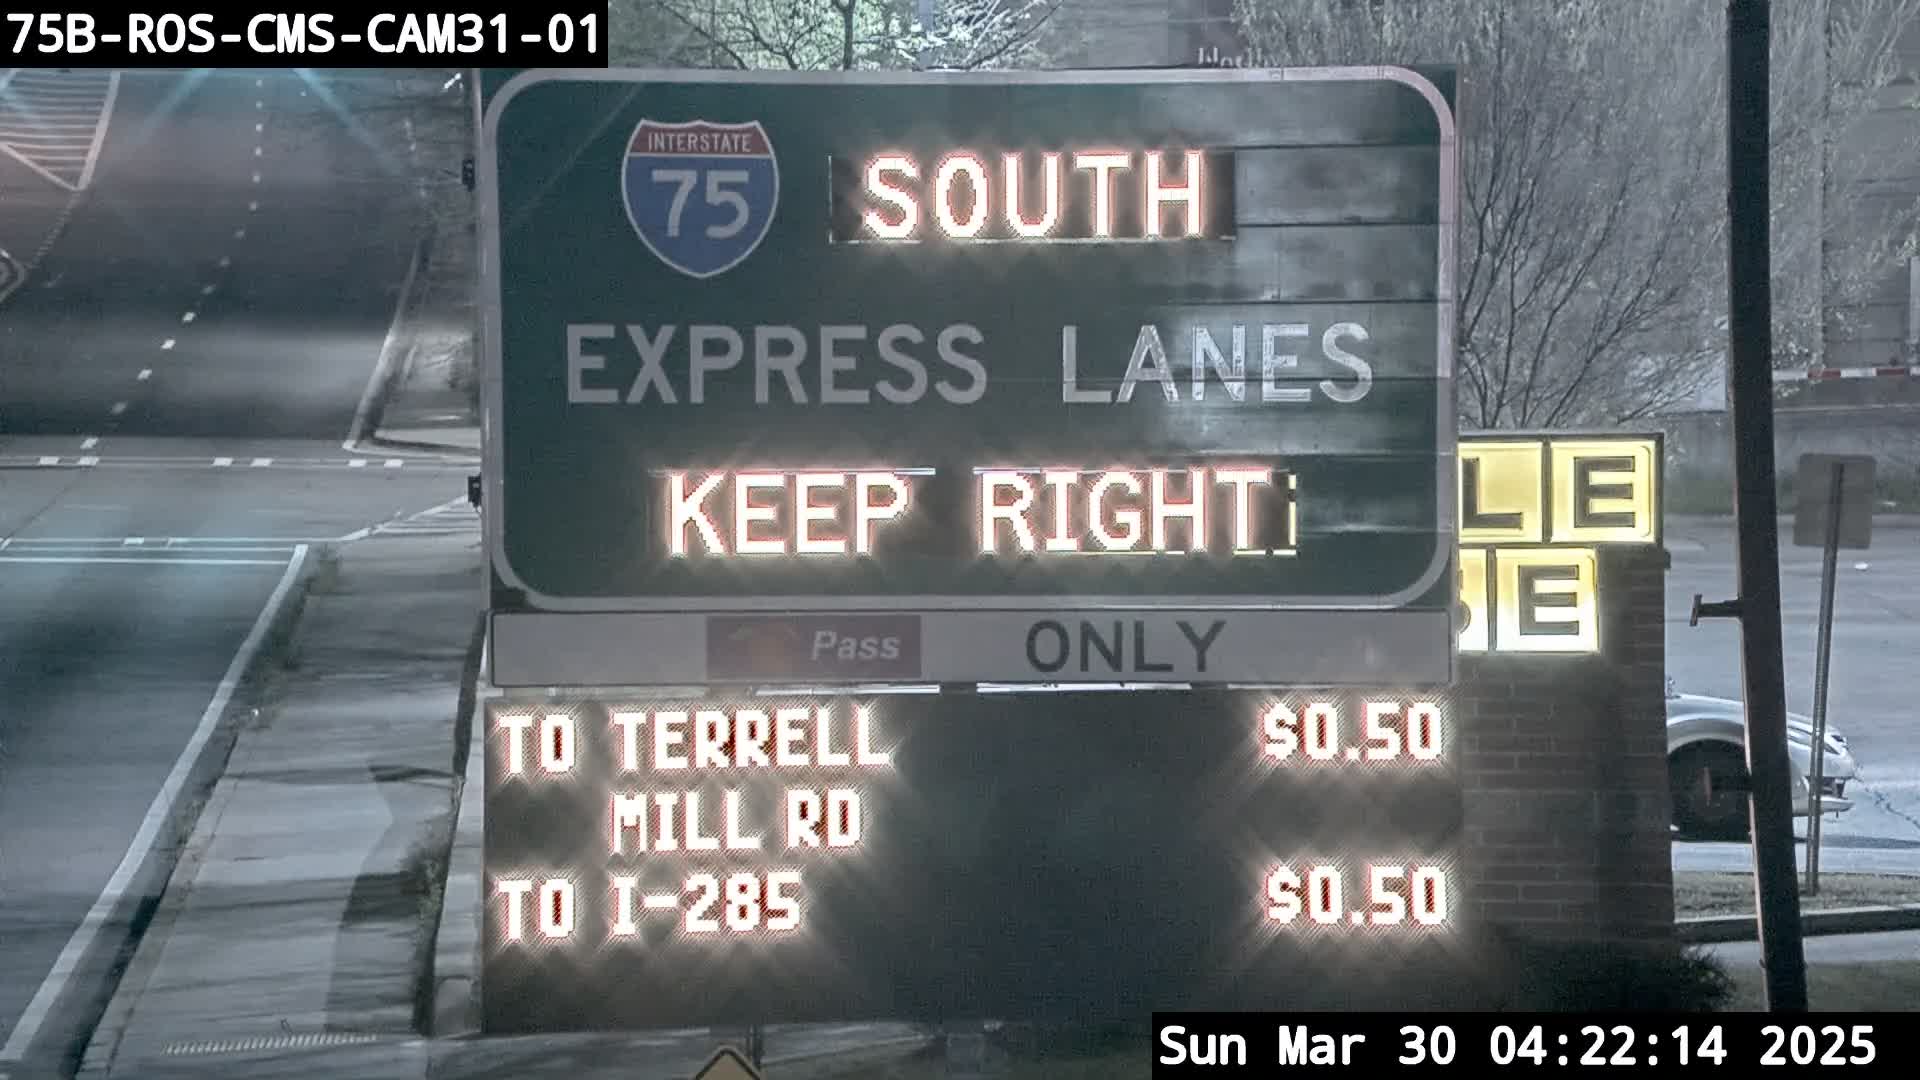 75B-ROS-CMS-CAM31-01
INTERSTATE
75
SOUTH
EXPRESS LANES
KEEP RIGHT
Pass ONLY
LE
E
TO TERRELL $0.50
MILL RD
TO I-285 $0.50
Sun Mar 30 04:22:14 2025